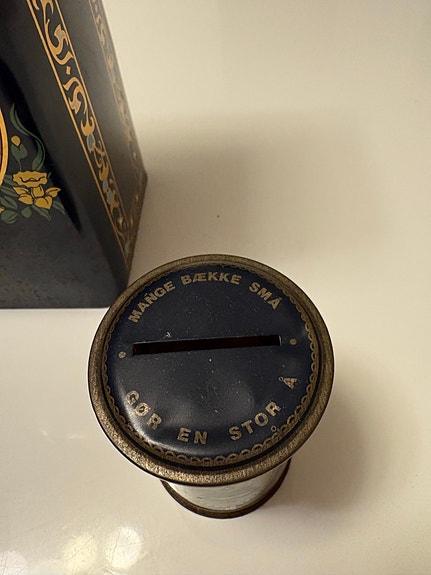 MANGE BÆKKE SMÅ
GØR EN STOR Å